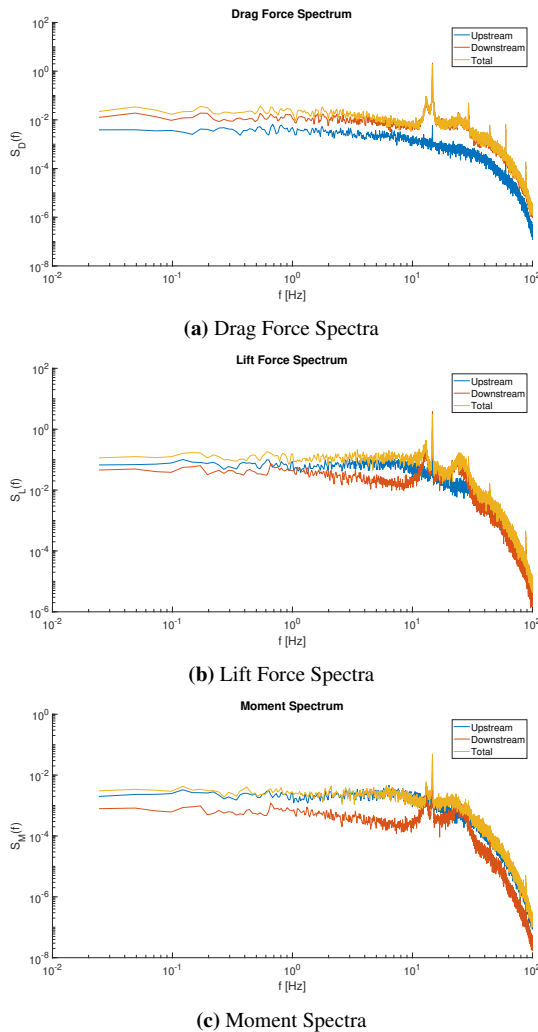 Drag Force Spectrum
10^2
10^0
10^-2
10^-4
10^-6
10^-8
S_D(f)
Upstream
Downstream
Total
10^-2
10^-1
10^0
10^1
10^2
f [Hz]
(a) Drag Force Spectra
Lift Force Spectrum
10^2
10^0
10^-2
10^-4
10^-6
S_L(f)
Upstream
Downstream
Total
10^-2
10^-1
10^0
10^1
10^2
f [Hz]
(b) Lift Force Spectra
Moment Spectrum
10^0
10^-2
10^-4
10^-6
10^-8
S_M(f)
Upstream
Downstream
Total
10^-2
10^-1
10^0
10^1
10^2
f [Hz]
(c) Moment Spectra